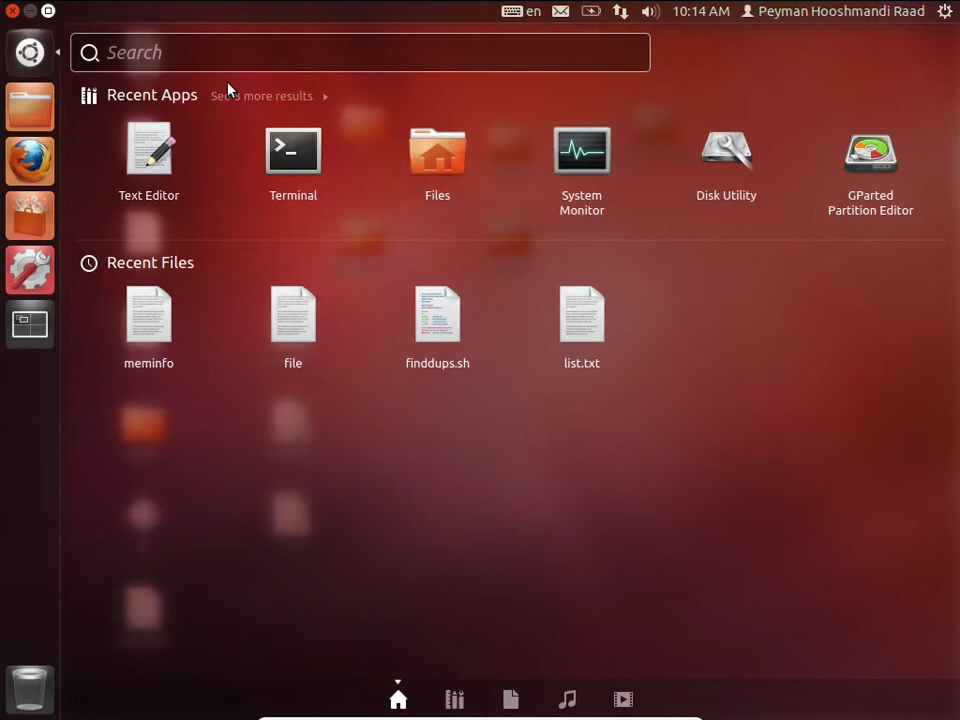 en 10:14 AM Peyman Hooshmandi Raad
Search
Recent Apps more results
Text Editor
Terminal
Files
System
Monitor
Disk Utility
GParted
Partition Editor
Recent Files
meminfo
file
finddups.sh
list.txt